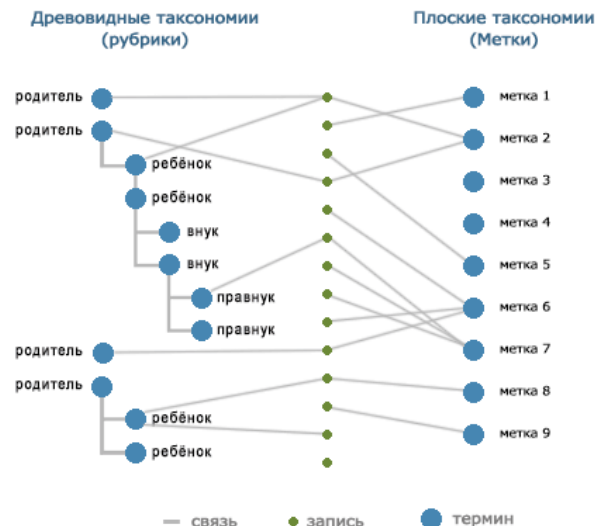 Древовидные таксономии
(рубрики)
Плоские таксономии
(Метки)
родитель
родитель
ребёнок
ребёнок
внук
внук
правнук
правнук
родитель
родитель
ребёнок
ребёнок
метка 1
метка 2
метка 3
метка 4
метка 5
метка 6
метка 7
метка 8
метка 9
связь
запись
термин